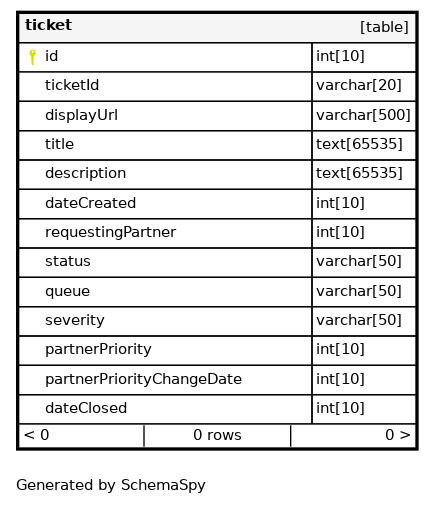 ticket [table]
id int[10]
ticketId varchar[20]
displayUrl varchar[500]
title text[65535]
description text[65535]
dateCreated int[10]
requestingPartner int[10]
status varchar[50]
queue varchar[50]
severity varchar[50]
partnerPriority int[10]
partnerPriorityChangeDate int[10]
dateClosed int[10]
< 0 0 rows 0 >
Generated by SchemaSpy